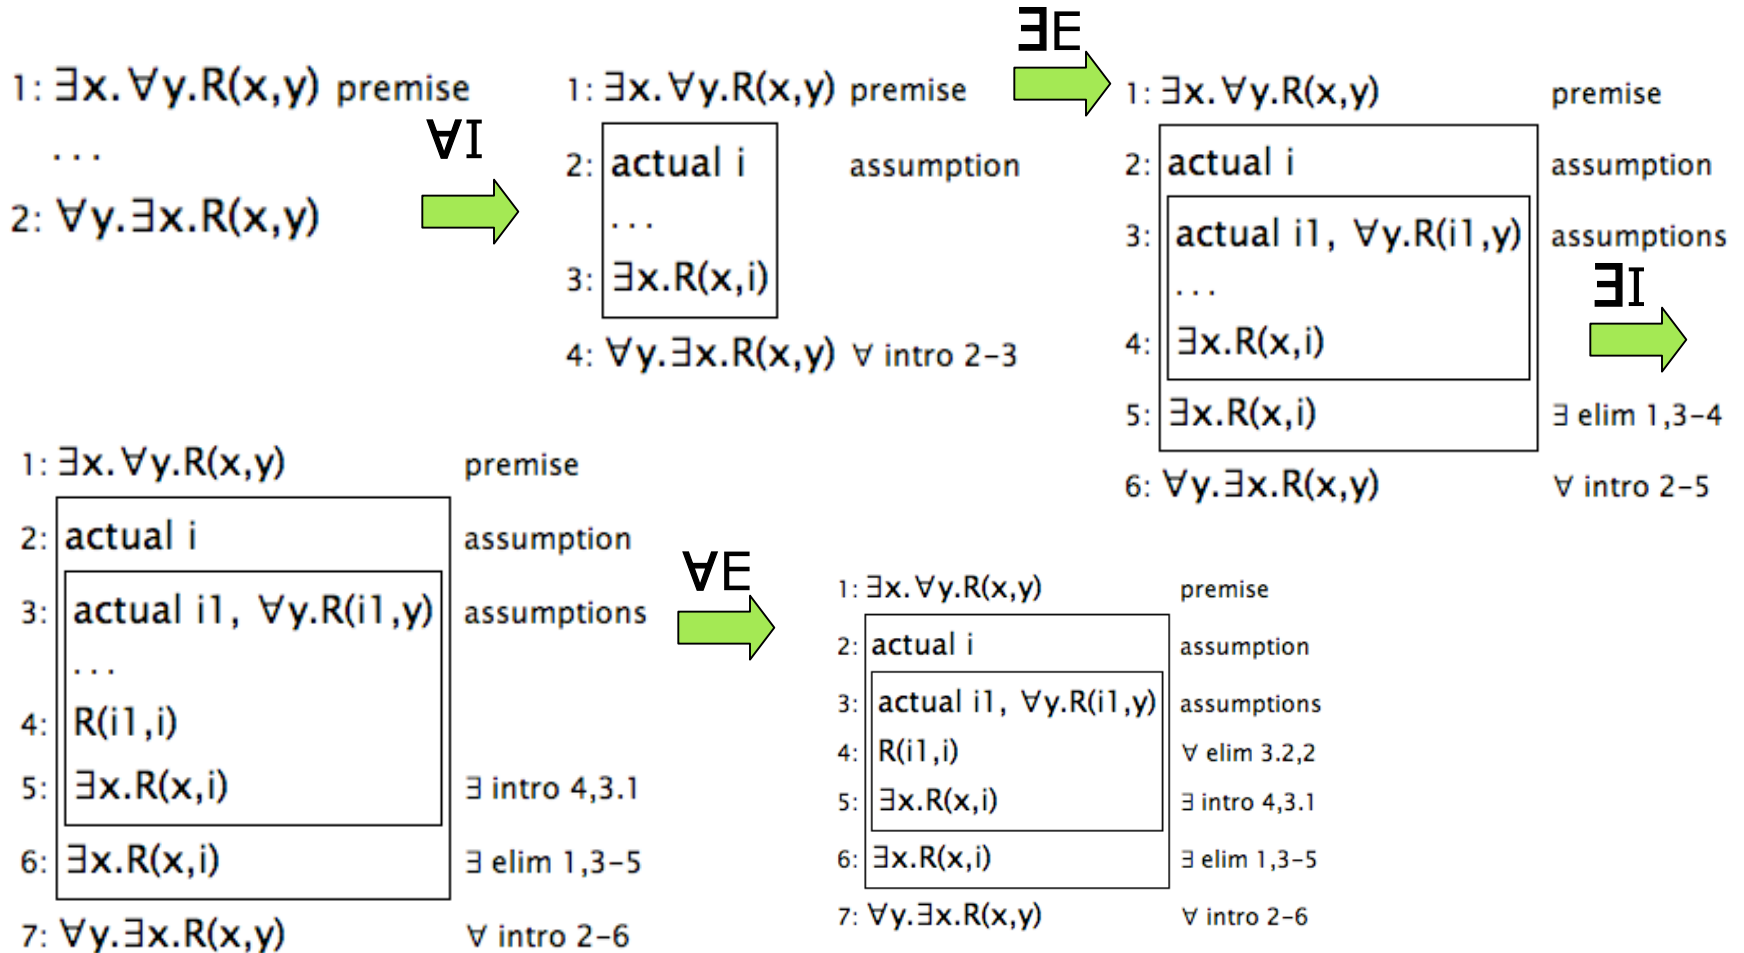 1: ∃x.∀y.R(x,y) premise
...
2: ∀y.∃x.R(x,y)
∀I
1: ∃x.∀y.R(x,y) premise
2: actual i assumption
...
3: ∃x.R(x,i)
4: ∀y.∃x.R(x,y) ∀ intro 2-3
∃E
1: ∃x.∀y.R(x,y) premise
2: actual i assumption
3: actual i1, ∀y.R(i1,y) assumptions
...
4: ∃x.R(x,i)
5: ∃x.R(x,i) ∃ elim 1,3-4
6: ∀y.∃x.R(x,y) ∀ intro 2-5
∃I
1: ∃x.∀y.R(x,y) premise
2: actual i assumption
3: actual i1, ∀y.R(i1,y) assumptions
...
4: R(i1,i)
5: ∃x.R(x,i) ∃ intro 4,3.1
6: ∃x.R(x,i) ∃ elim 1,3-5
7: ∀y.∃x.R(x,y) ∀ intro 2-6
∀E
1: ∃x.∀y.R(x,y) premise
2: actual i assumption
3: actual i1, ∀y.R(i1,y) assumptions
4: R(i1,i) ∀ elim 3.2,2
5: ∃x.R(x,i) ∃ intro 4,3.1
6: ∃x.R(x,i) ∃ elim 1,3-5
7: ∀y.∃x.R(x,y) ∀ intro 2-6